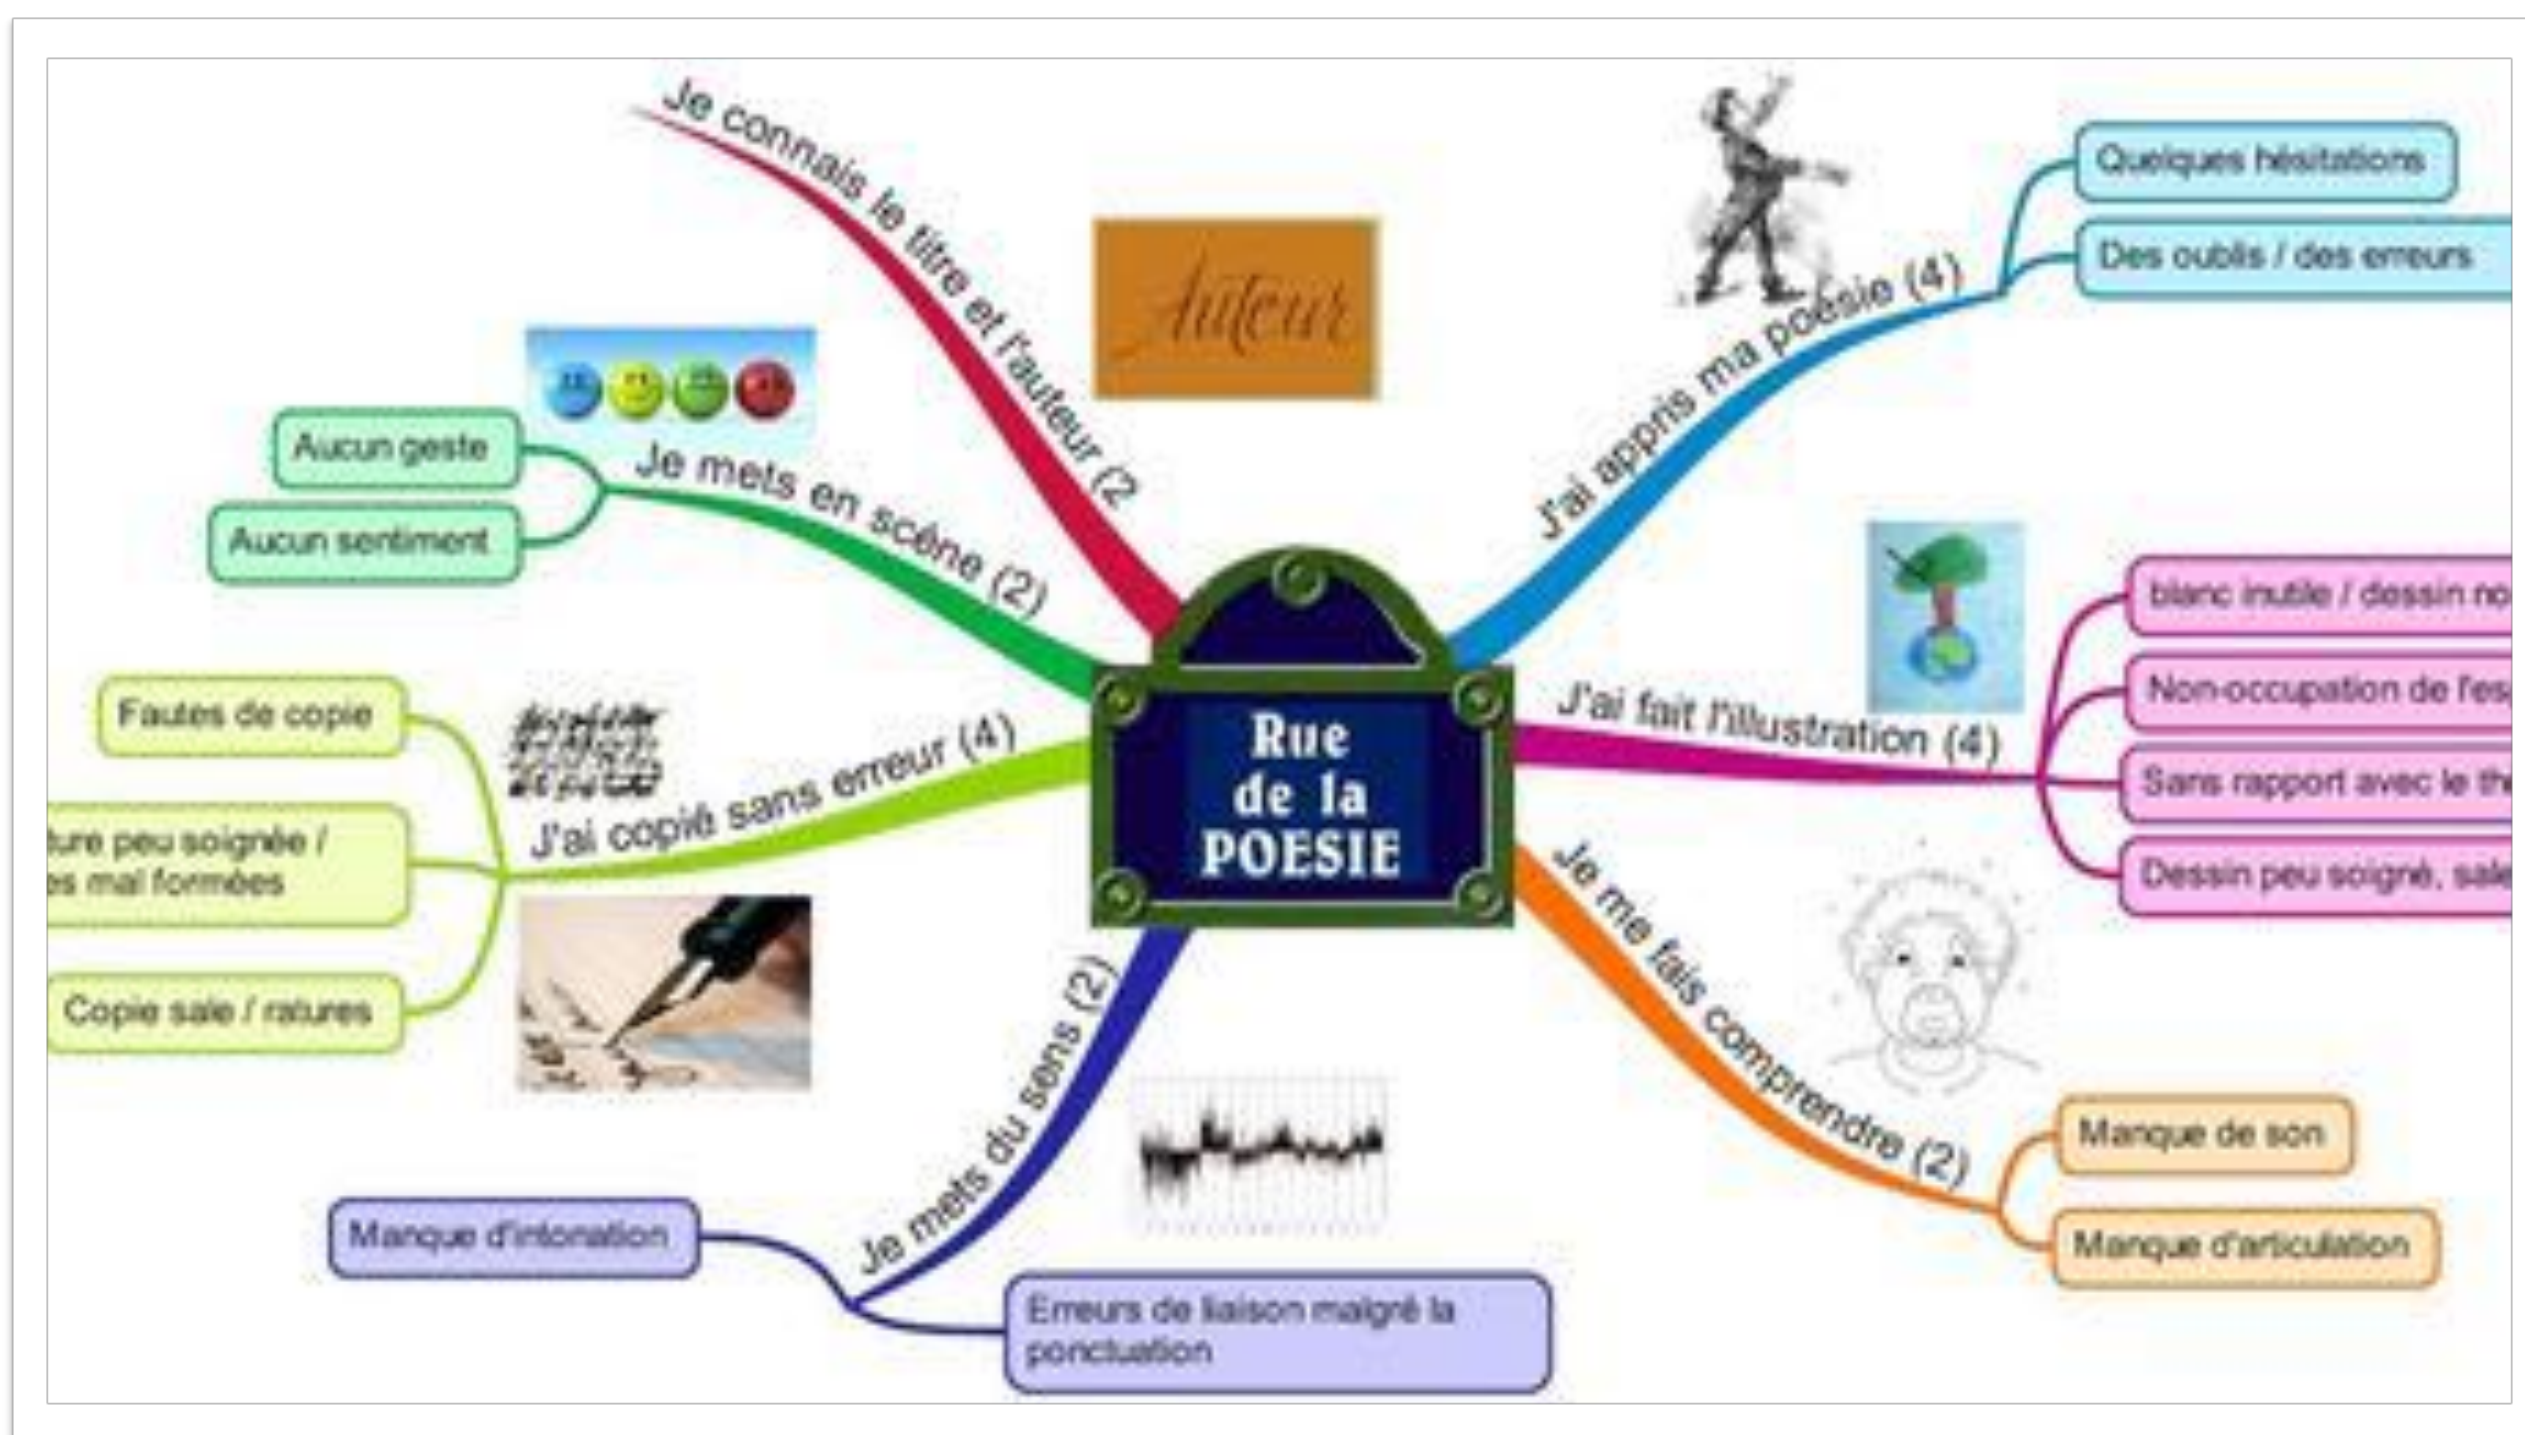 Je connais le titre et l'auteur (2
Auteur
J'ai appris ma poésie (4)
Quelques hésitations
Des oublis / des erreurs
Je mets en scéne (2)
Aucun geste
Aucun sentiment
J'ai fait l'illustration (4)
blanc inutile / dessin no
Non-occupation de l'es
Sans rapport avec le th
Dessin peu soigné, sale
Rue
de la
POESIE
J'ai copié sans erreur (4)
Fautes de copie
ture peu soignée /
es mal formées
Copie sale / ratures
Je me fais comprendre (2)
Manque de son
Manque d'articulation
Je mets du sens (2)
Manque d'intonation
Erreurs de liaison malgré la
ponctuation